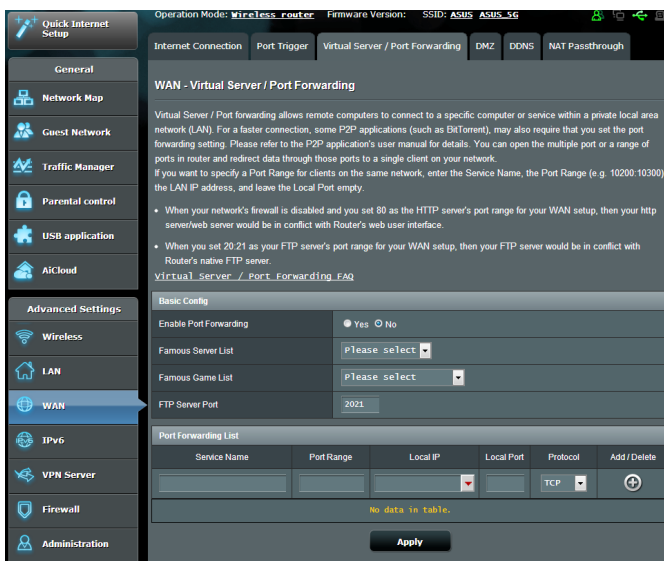 Quick Internet
Setup
General
Network Map
Guest Network
Traffic Manager
Parental control
USB application
AiCloud
Advanced Settings
Wireless
LAN
WAN
IPv6
VPN Server
Firewall
Administration
Operation Mode: Wireless router Firmware Version: SSID: ASUS ASUS_5G
Internet Connection Port Trigger Virtual Server / Port Forwarding DMZ DDNS NAT Passthrough
WAN - Virtual Server / Port Forwarding
Virtual Server / Port forwarding allows remote computers to connect to a specific computer or service within a private local area
network (LAN). For a faster connection, some P2P applications (such as BitTorrent), may also require that you set the port
forwarding setting. Please refer to the P2P application's user manual for details. You can open the multiple port or a range of
ports in router and redirect data through those ports to a single client on your network.
If you want to specify a Port Range for clients on the same network, enter the Service Name, the Port Range (e.g. 10200:10300)
the LAN IP address, and leave the Local Port empty.
• When your network's firewall is disabled and you set 80 as the HTTP server's port range for your WAN setup, then your http
server/web server would be in conflict with Router's web user interface.
• When you set 20:21 as your FTP server's port range for your WAN setup, then your FTP server would be in conflict with
Router's native FTP server.
Virtual Server / Port Forwarding FAQ
Basic Config
Enable Port Forwarding Yes No
Famous Server List Please select
Famous Game List Please select
FTP Server Port 2021
Port Forwarding List
Service Name Port Range Local IP Local Port Protocol Add / Delete
TCP
No data in table.
Apply